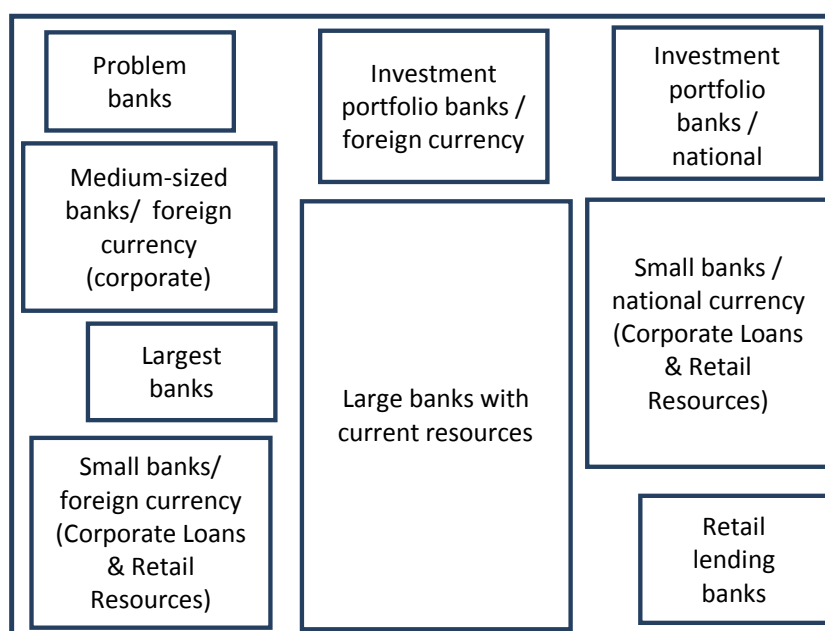 Problem
banks
Investment
portfolio banks /
foreign currency
Investment
portfolio
banks /
national
Medium-sized
banks/  foreign
currency
(corporate)
Largest
banks
Large banks with
current resources
Small banks /
national currency
(Corporate Loans
& Retail
Resources)
Small banks/
foreign currency
(Corporate Loans
& Retail
Resources)
Retail
lending
banks